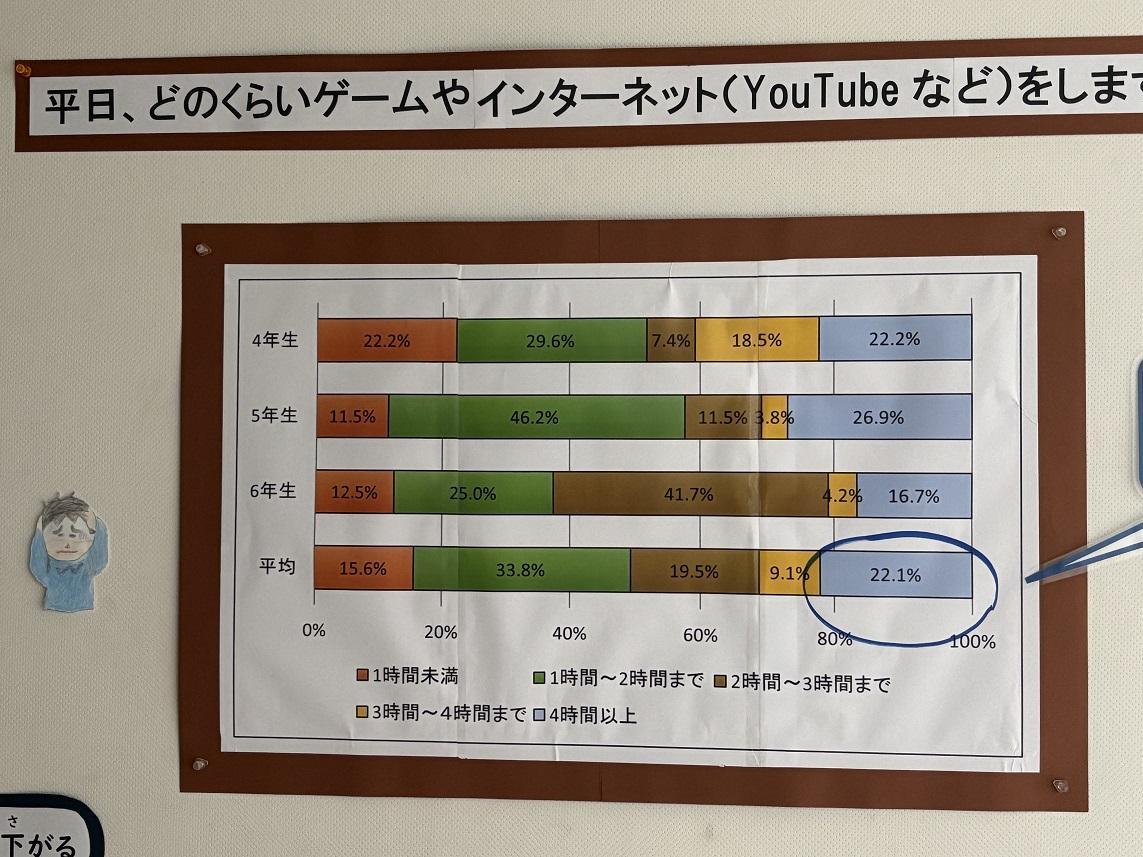 平日、どのくらいゲームやインターネット(YouTube など)をします
4年生 22.2% 29.6% 7.4% 18.5% 22.2%
5年生 11.5% 46.2% 11.5% 3.8% 26.9%
6年生 12.5% 25.0% 41.7% 4.2% 16.7%
平均 15.6% 33.8% 19.5% 9.1% 22.1%
0% 20% 40% 60% 80% 100%
1時間未満 1時間～2時間まで 2時間～3時間まで
3時間～4時間まで 4時間以上
さ
下がる